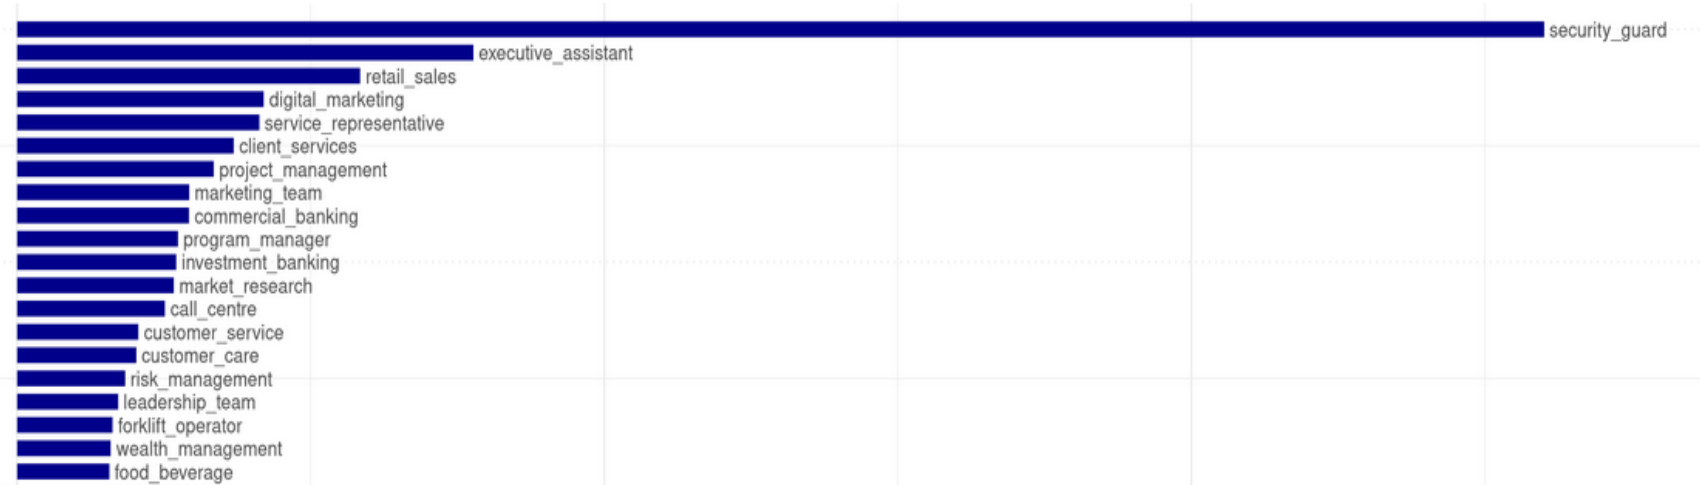 security_guard
executive_assistant
retail_sales
digital_marketing
service_representative
client_services
project_management
marketing_team
commercial_banking
program_manager
investment_banking
market_research
call_centre
customer_service
customer_care
risk_management
leadership_team
forklift_operator
wealth_management
food_beverage